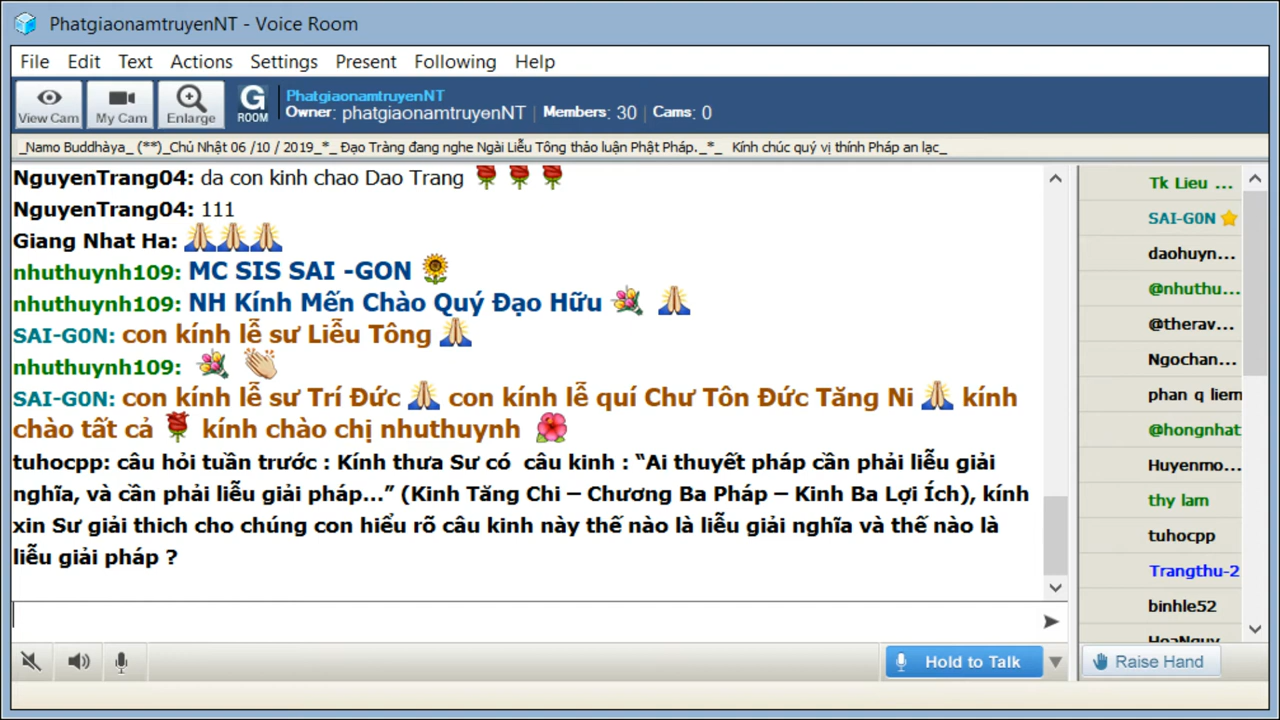 PhatgiaonamtruyenNT - Voice Room
File Edit Text Actions Settings Present Following Help
View Cam My Cam Enlarge G ROOM
PhatgiaonamtruyenNT
Owner: phatgiaonamtruyenNT | Members: 30 | Cams: 0
_Namo Buddhàya_ (**)_Chủ Nhật 06 /10 / 2019_*_ Đạo Tràng đang nghe Ngài Liễu Tông thảo luận Phật Pháp._*_ Kính chúc quý vị thính Pháp an lạc_
NguyenTrang04: da con kinh chao Dao Trang 🌹 🌹 🌹
NguyenTrang04: 111
Giang Nhat Ha: 🙏🙏🙏
nhuthuynh109: MC SIS SAI -GON 🌻
nhuthuynh109: NH Kính Mến Chào Quý Đạo Hữu 💐 🙏
SAI-G0N: con kính lễ sư Liễu Tông 🙏
nhuthuynh109: 💐 👏
SAI-G0N: con kính lễ sư Trí Đức 🙏 con kính lễ quí Chư Tôn Đức Tăng Ni 🙏 kính
chào tất cả 🌹 kính chào chị nhuthuynh 🌺
tuhocpp: câu hỏi tuần trước : Kính thưa Sư có câu kinh : “Ai thuyết pháp cần phải liễu giải
nghĩa, và cần phải liễu giải pháp...” (Kinh Tăng Chi – Chương Ba Pháp – Kinh Ba Lợi Ích), kính
xin Sư giải thich cho chúng con hiểu rõ câu kinh này thế nào là liễu giải nghĩa và thế nào là
liễu giải pháp ?
Tk Lieu ...
SAI-G0N
daohuyn...
@nhuthu...
@therav...
Ngochan...
phan q liem
@hongnhat
Huyenmo...
thy lam
tuhocpp
Trangthu-2
binhle52
HoaNguy
Hold to Talk
Raise Hand